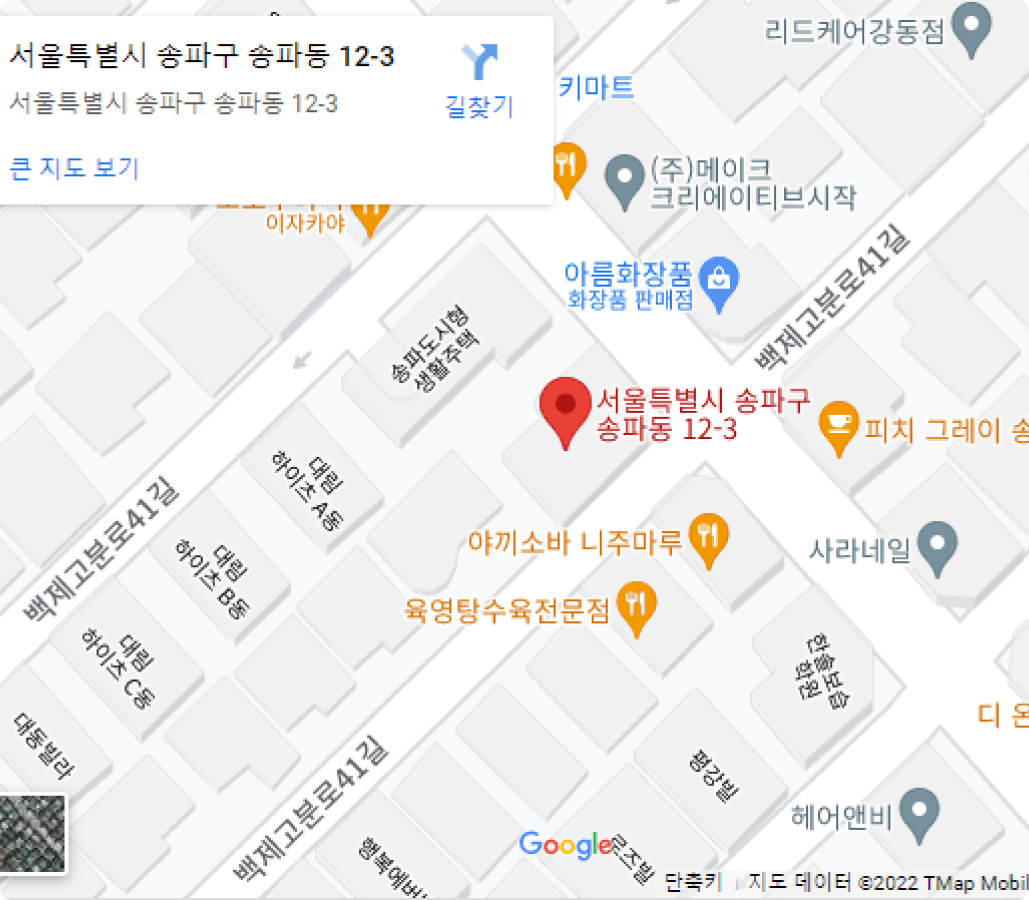 서울특별시 송파구 송파동 12-3
서울특별시 송파구 송파동 12-3
길찾기
큰 지도 보기
리드케어강동점
키마트
(주)메이크
크리에이티브시작
이자카야
아름화장품
화장품 판매점
백제고분로41길
송파도시형
생활주택
서울특별시 송파구
송파동 12-3
피치 그레이 송
대림
하이츠 A동
백제고분로41길
야끼소바 니주마루
사라네일
대림
하이츠 B동
육영탕수육전문점
대림
하이츠 C동
한솔보습
학원
디 온
대동빌라
평강빌
백제고분로41길
헤어앤비
행복에버
Google
로즈빌
단축키
지도 데이터 ©2022 TMap Mobil